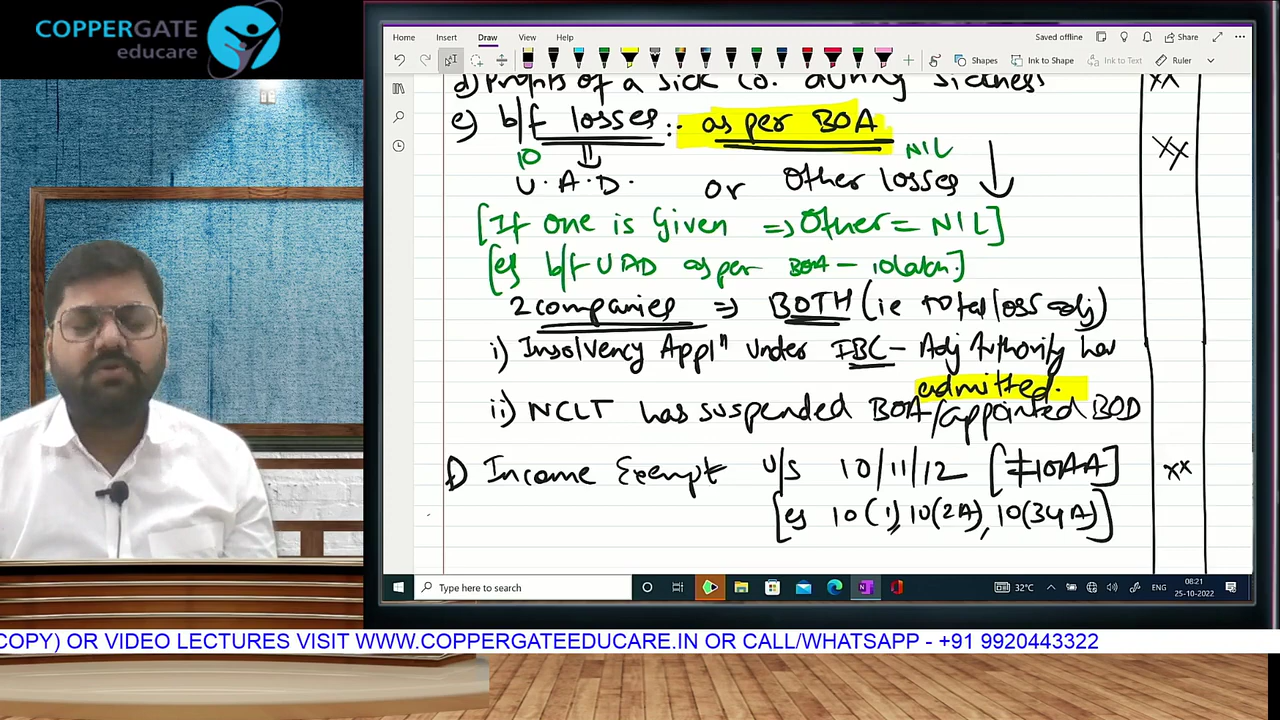 COPPERGATE
educare
Home Insert Draw View Help
Saved offline
Share
Shapes
Ink to Shape
Ink to Text
Ruler
d) Profits of a sick Co. during sickness xx
e) b/f losses :- as per BOA
10 NIL xy
U.A.D. or Other losses
[If one is Given => Other = NIL]
[eg b/f UAD as per BOA - 10lakh.]
2 companies => BOTH (ie total loss adj)
i) Insolvency Applⁿ under IBC - Adj Authority has
admitted.
ii) NCLT has suspended BOA/appointed BOD
f) Income Exempt u/s 10/11/12 [≠10AA] xx
[eg 10(1), 10(2A), 10(34A)]
Type here to search
32°C
ENG
08:21
25-10-2022
COPY) OR VIDEO LECTURES VISIT WWW.COPPERGATEEDUCARE.IN OR CALL/WHATSAPP - +91 9920443322